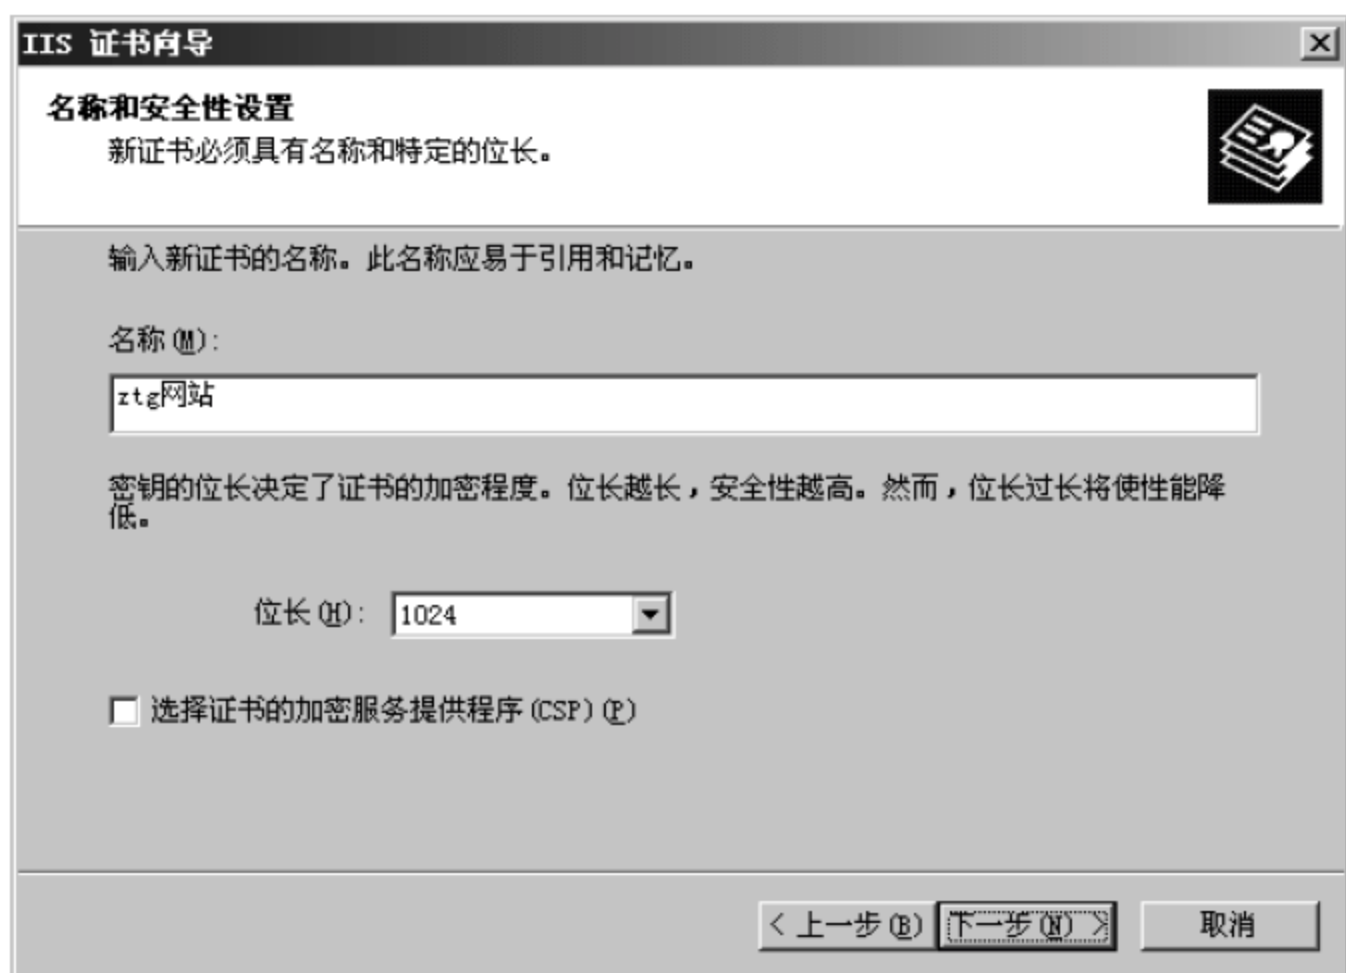 IIS 证书向导
名称和安全性设置
新证书必须具有名称和特定的位长。
输入新证书的名称。此名称应易于引用和记忆。
名称(M):
ztg网站
密钥的位长决定了证书的加密程度。位长越长,安全性越高。然而,位长过长将使性能降
低。
位长(H): 1024
选择证书的加密服务提供程序(CSP)(P)
< 上一步(B) 下一步(N) > 取消